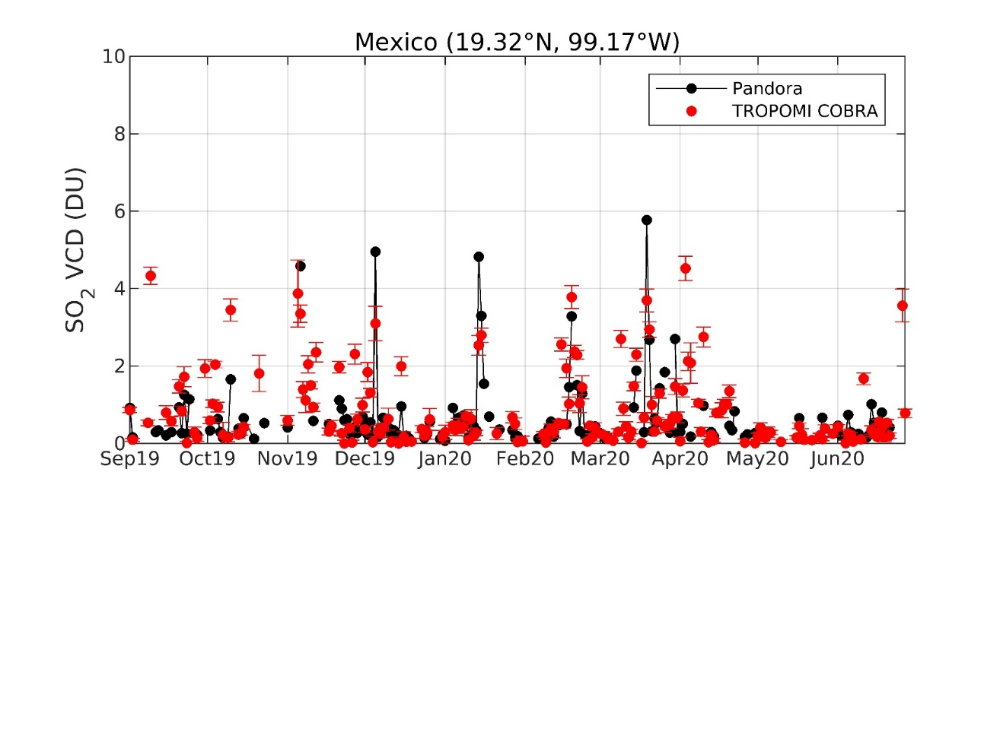 Mexico (19.32°N, 99.17°W)
10
8
6
4
2
0
SO2 VCD (DU)
Pandora
TROPOMI COBRA
Sep19 Oct19 Nov19 Dec19 Jan20 Feb20 Mar20 Apr20 May20 Jun20